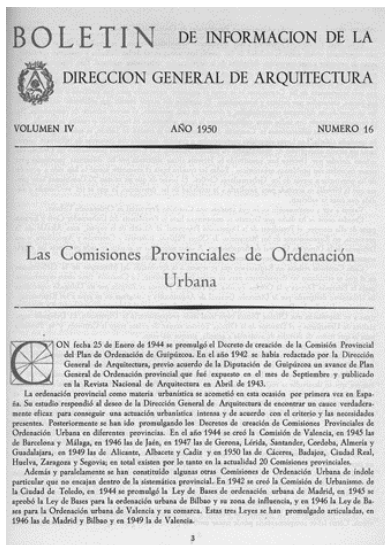 BOLETIN DE INFORMACION DE LA
DIRECCION GENERAL DE ARQUITECTURA
VOLUMEN IV AÑO 1950 NUMERO 16
Las Comisiones Provinciales de Ordenación
Urbana
CON fecha 25 de Enero de 1944 se promulgó el Decreto de creación de la Comisión Provincial
del Plan de Ordenación de Guipúzcoa. En el año 1942 se había redactado por la Dirección
General de Arquitectura, previo acuerdo de la Diputación de Guipúzcoa un avance de Plan
General de Ordenación provincial que fué expuesto en el mes de Septiembre y publicado
en la Revista Nacional de Arquitectura en Abril de 1943.
La ordenación provincial como materia urbanística se acometió en esta ocasión por primera vez en Espa-
ña. Su estudio respondió al deseo de la Dirección General de Arquitectura de encontrar un cauce verdadera-
mente eficaz para conseguir una actuación urbanística intensa y de acuerdo con el criterio y las necesidades
presentes. Posteriormente se han ido promulgando los Decretos de creación de Comisiones Provinciales de
Ordenación Urbana en diferentes provincias. En el año 1944 se creó la Comisión de Valencia, en 1945 las
de Barcelona y Málaga, en 1946 las de Jaén, en 1947 las de Gerona, Lérida, Santander, Cordoba, Almería y
Guadalajara, en 1949 las de Alicante, Albacete y Cadiz y en 1950 las de Cáceres, Badajoz, Ciudad Real,
Huelva, Zaragoza y Segovia; en total existen por lo tanto en la actualidad 20 Comisiones provinciales.
Además y paralelamente se han constituído algunas otras Comisiones de Ordenación Urbana de índole
particular que no encajan dentro de la sistemática provincial. En 1942 se creó la Comisión de Urbanismo. de
la Ciudad de Toledo, en 1944 se promulgó la Ley de Bases de ordenación urbana de Madrid, en 1945 se
aprobó la Ley de Bases para la ordenación urbana de Bilbao y su zona de influencia, y en 1946 la Ley de Ba-
ses para la Ordenación urbana de Valencia y su comarca. Estas tres Leyes se han promulgado articuladas, en
1946 las de Madrid y Bilbao y en 1949 la de Valencia.
3